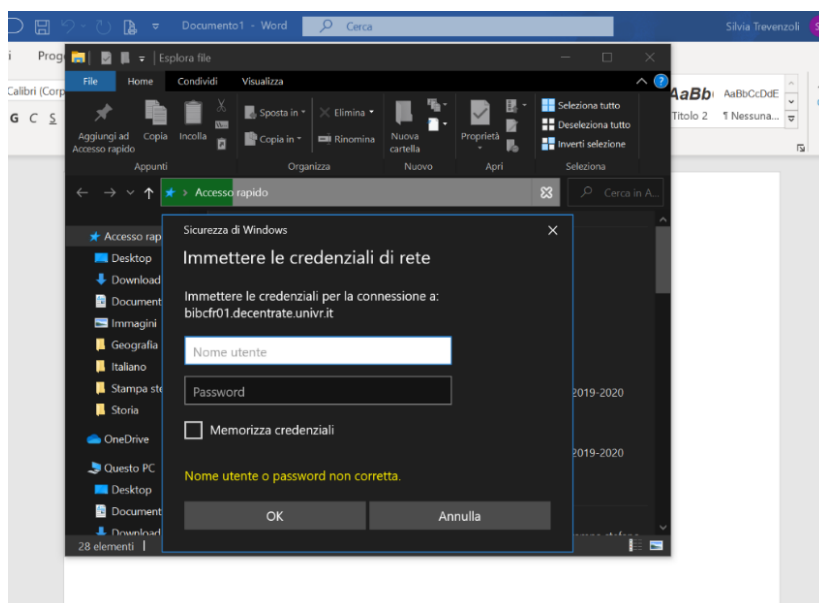 Documento1 - Word
Cerca
Silvia Trevenzoli
Esplora file
File
Home
Condividi
Visualizza
Calibri (Corp
G C S
Aggiungi ad
Accesso rapido
Copia
Incolla
Sposta in
Copia in
Elimina
Rinomina
Nuova
cartella
Proprietà
Seleziona tutto
Deseleziona tutto
Inverti selezione
Appunti
Organizza
Nuovo
Apri
Seleziona
AaBb
AaBbCcDdE
Titolo 2
¶ Nessuna...
Accesso rapido
Cerca in A...
Accesso rap
Desktop
Download
Document
Immagini
Geografia
Italiano
Stampa ste
Storia
OneDrive
Questo PC
Desktop
Document
Download
28 elementi
Sicurezza di Windows
Immettere le credenziali di rete
Immettere le credenziali per la connessione a:
bibcfr01.decentrate.univr.it
Nome utente
Password
Memorizza credenziali
Nome utente o password non corretta.
OK
Annulla
2019-2020
2019-2020